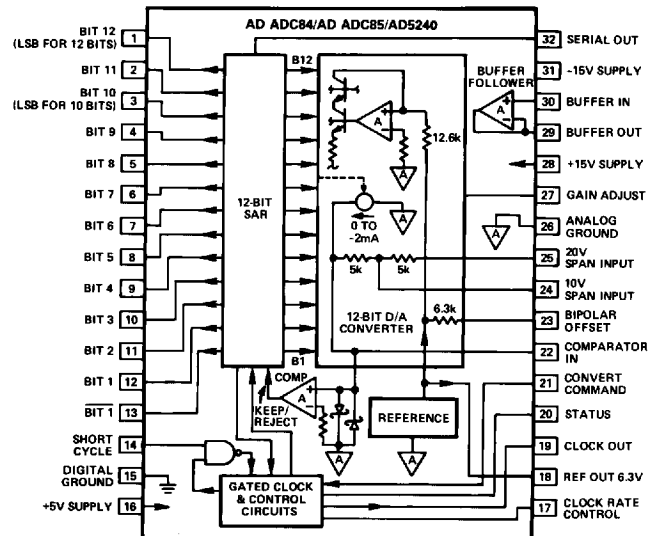 AD ADC84/AD ADC85/AD5240
BIT 12
(LSB FOR 12 BITS)
1
BIT 11
2
BIT 10
(LSB FOR 10 BITS)
3
BIT 9
4
BIT 8
5
BIT 7
6
BIT 6
7
BIT 5
8
BIT 4
9
BIT 3
10
BIT 2
11
BIT 1
12
BIT 1
13
SHORT
CYCLE
14
DIGITAL
GROUND
15
+5V SUPPLY
16
12-BIT
SAR
B12
B1
12.6k
A
A
A
0 TO
-2mA
5k
5k
6.3k
12-BIT D/A
CONVERTER
COMP
KEEP/
REJECT
A
A
REFERENCE
A
GATED CLOCK
& CONTROL
CIRCUITS
BUFFER
FOLLOWER
A
A
32
SERIAL OUT
31
-15V SUPPLY
30
BUFFER IN
29
BUFFER OUT
28
+15V SUPPLY
27
GAIN ADJUST
26
ANALOG
GROUND
25
20V
SPAN INPUT
24
10V
SPAN INPUT
23
BIPOLAR
OFFSET
22
COMPARATOR
IN
21
CONVERT
COMMAND
20
STATUS
19
CLOCK OUT
18
REF OUT 6.3V
17
CLOCK RATE
CONTROL